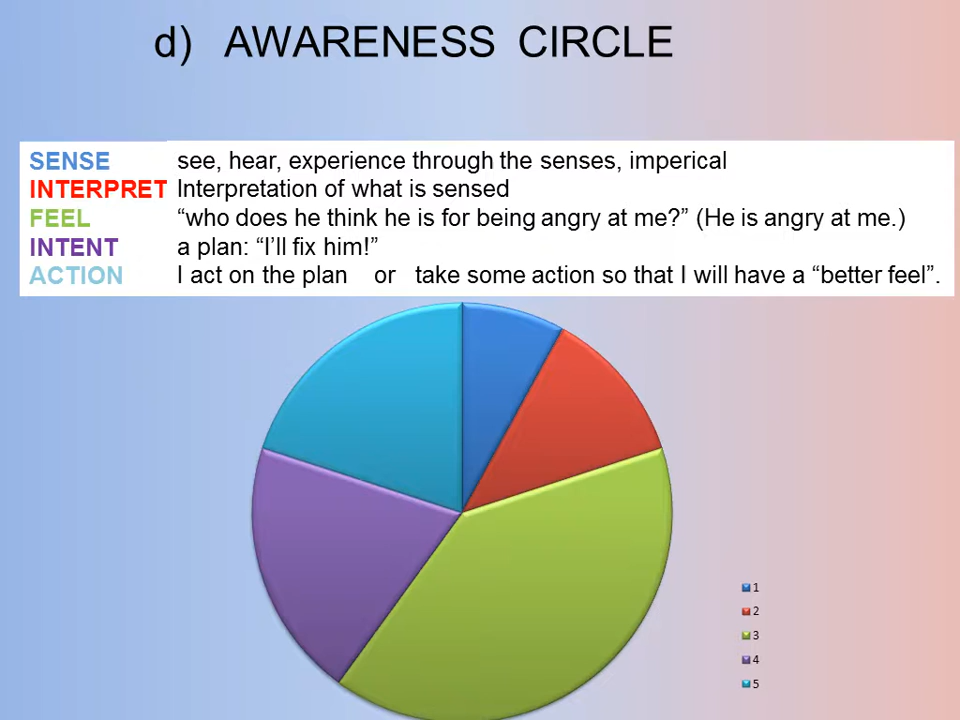 d) AWARENESS CIRCLE
SENSE see, hear, experience through the senses, imperical
INTERPRET Interpretation of what is sensed
FEEL “who does he think he is for being angry at me?” (He is angry at me.)
INTENT a plan: “I’ll fix him!”
ACTION I act on the plan or take some action so that I will have a “better feel”.
1
2
3
4
5